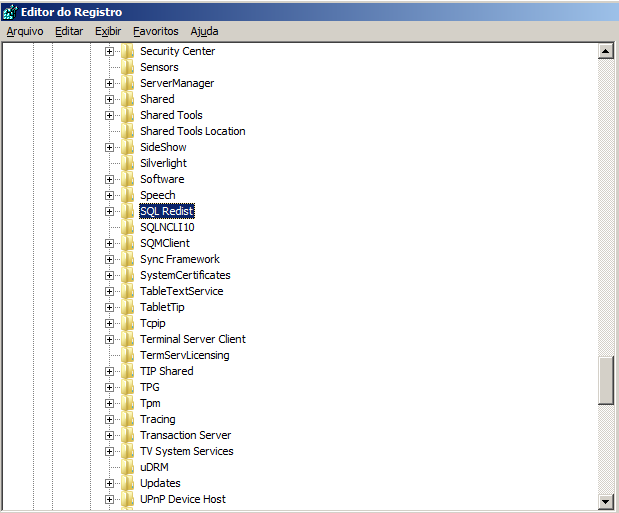 Editor do Registro
Arquivo Editar Exibir Favoritos Ajuda
Security Center
Sensors
ServerManager
Shared
Shared Tools
Shared Tools Location
SideShow
Silverlight
Software
Speech
SQL Redist
SQLNCLI10
SQMClient
Sync Framework
SystemCertificates
TableTextService
TabletTip
Tcpip
Terminal Server Client
TermServLicensing
TIP Shared
TPG
Tpm
Tracing
Transaction Server
TV System Services
uDRM
Updates
UPnP Device Host